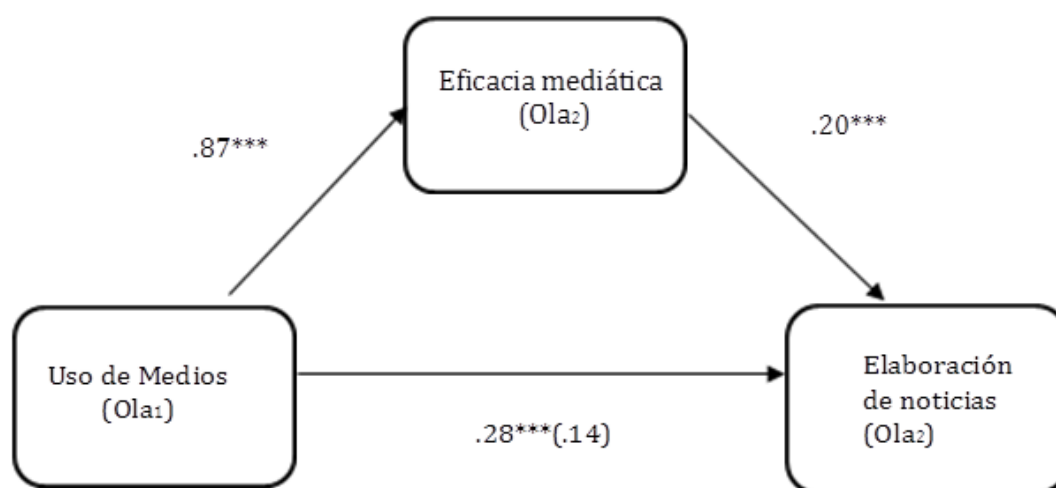 Eficacia mediática
(Ola₂)
.87***
.20***
Uso de Medios
(Ola₁)
Elaboración
de noticias
(Ola₂)
.28***(.14)